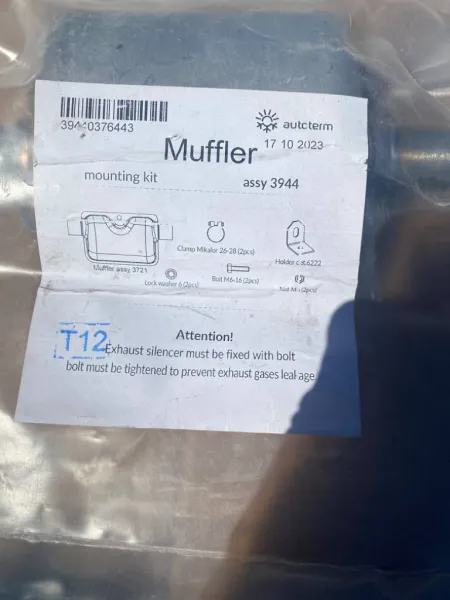 autoterm
39440376443
Muffler 17 10 2023
mounting kit assy 3944
Clamp Mikalor 26-28 (2pcs)
Holder 6222
Muffler assy 3721
Lock washer 6 (2pcs)
Bolt M6-16 (2pcs)
(2pcs)
Attention!
T12
Exhaust silencer must be fixed with bolt
bolt must be tightened to prevent exhaust gases leakage